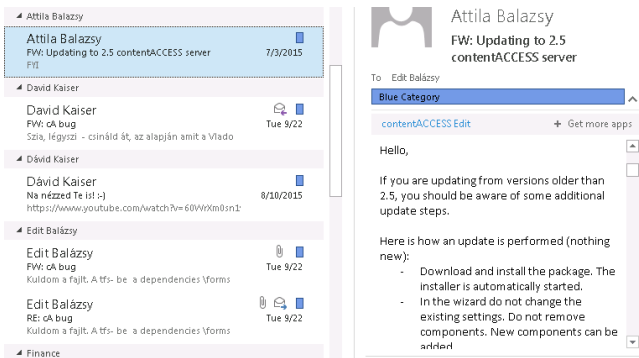 Attila Balazsy
Attila Balazsy
FW: Updating to 2.5 contentACCESS server 7/3/2015
FYI
David Kaiser
David Kaiser
FW: cA bug Tue 9/22
Szia, légyszi - csináld át, az alapján amit a Vlado
Dávid Kaiser
Dávid Kaiser
Na nézzed Te is! :-) 8/10/2015
https://www.youtube.com/watch?v=
Edit Balázsy
Edit Balázsy
FW: cA bug Tue 9/22
Kuldom a fajlt. A tfs- be a dependencies \forms
Edit Balázsy
RE: cA bug Tue 9/22
Kuldom a fajlt. A tfs- be a dependencies \forms
Finance
Attila Balazsy
FW: Updating to 2.5
contentACCESS server
To Edit Balázsy
Blue Category
contentACCESS Edit + Get more apps
Hello,
If you are updating from versions older than
2.5, you should be aware of some additional
update steps.
Here is how an update is performed (nothing
new):
- Download and install the package. The
installer is automatically started.
- In the wizard do not change the
existing settings. Do not remove
components. New components can be
added